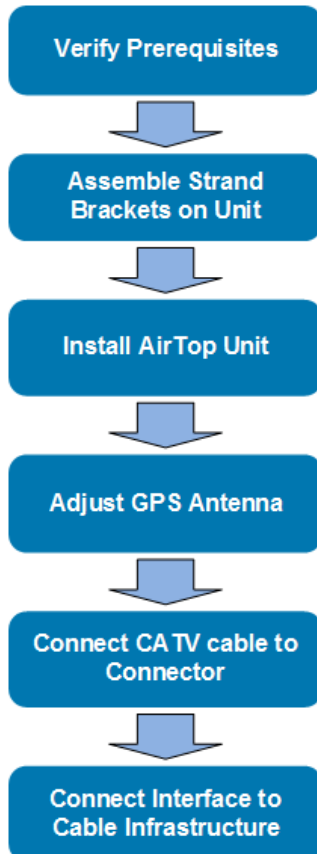 Verify Prerequisites
Assemble Strand
Brackets on Unit
Install AirTop Unit
Adjust GPS Antenna
Connect CATV cable to
Connector
Connect Interface to
Cable Infrastructure